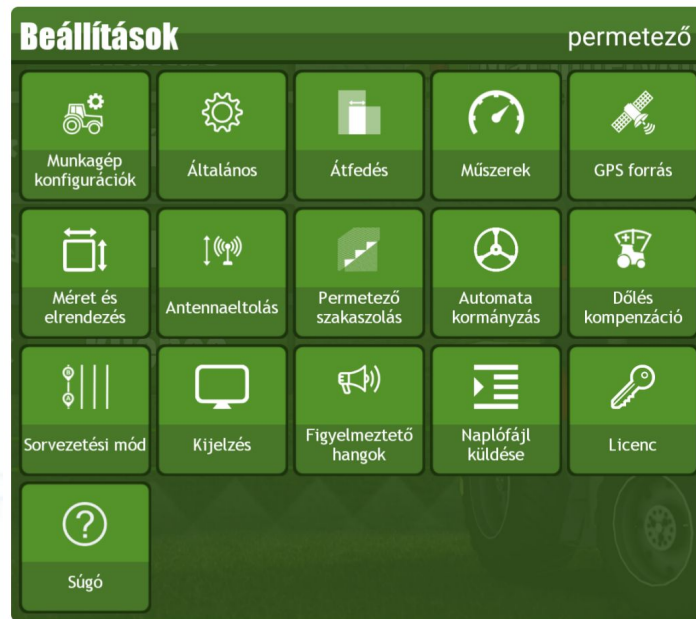 Beállítások
permetező
Munkagép
konfigurációk
Általános
Átfedés
Műszerek
GPS forrás
Méret és
elrendezés
Antennaeltolás
Permetező
szakaszolás
Automata
kormányzás
Dőlés
kompenzáció
Sorvezetési mód
Kijelzés
Figyelmeztető
hangok
Naplófájl
küldése
Licenc
Súgó